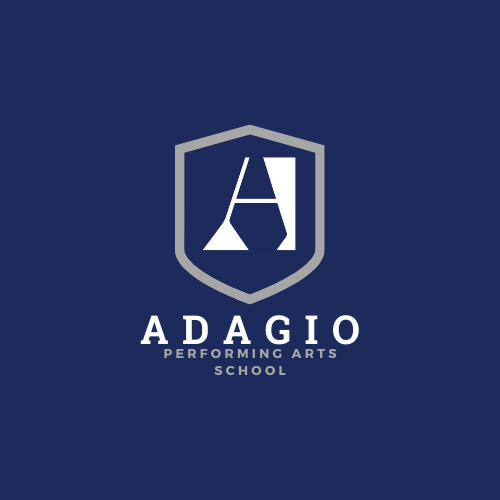 A
ADAGIO
PERFORMING ARTS
SCHOOL